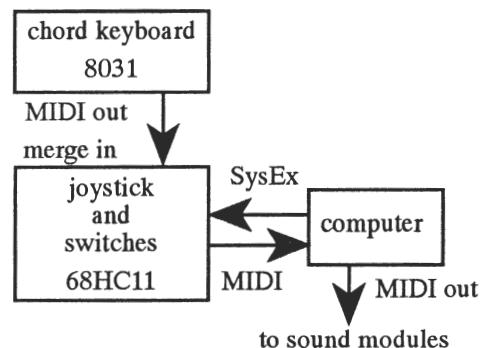 chord keyboard
8031
MIDI out
merge in
joystick
and
switches
68HC11
SysEx
MIDI
computer
MIDI out
to sound modules